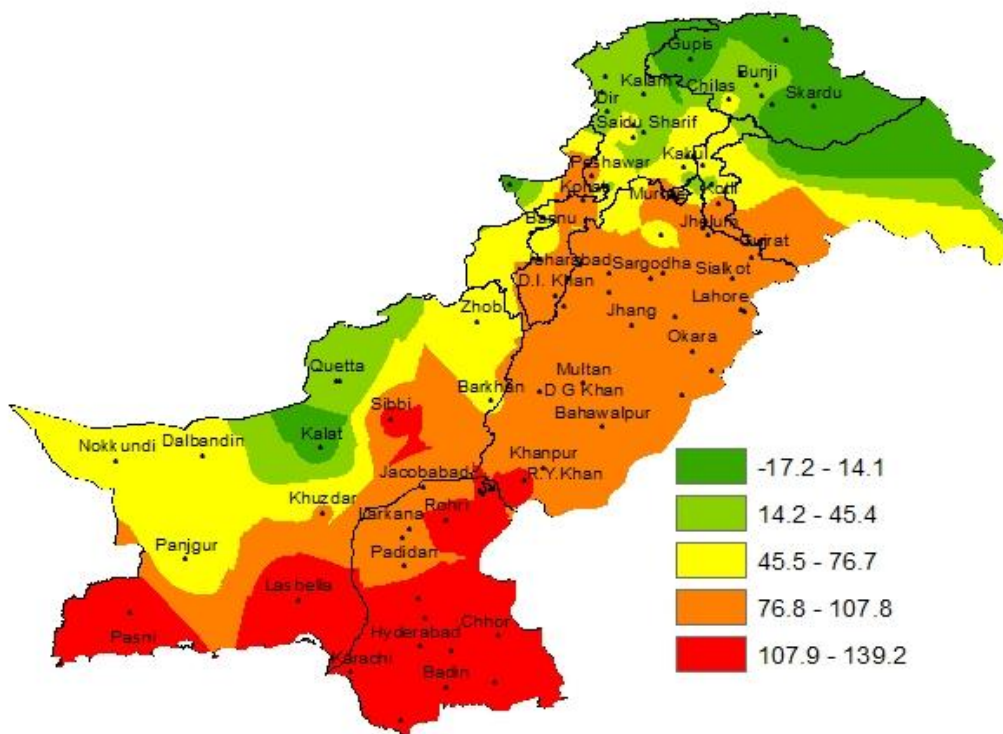 Gupis
Bunji
Kalam
Chilas
Skardu
Dir
Saidu Sharif
Kakul
Peshawar
Kohat
Kotli
Bannu
Jhelum
Gujrat
Sargodha
Sialkot
D.I. Khan
Lahore
Zhob
Jhang
Okara
Quetta
Multan
Barkhan
D G Khan
Sibbi
Bahawalpur
Kalat
Dalbandin
Nokkundi
Khanpur
Jacobabad
R.Y.Khan
Khuzdar
Rohri
Larkana
Padidan
Panjgur
Lasbella
Pasni
Hyderabad
Chhor
Karachi
Badin
-17.2 - 14.1
14.2 - 45.4
45.5 - 76.7
76.8 - 107.8
107.9 - 139.2